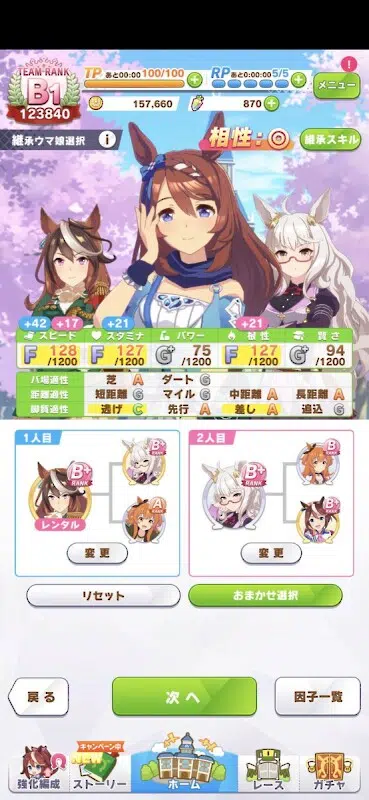 TEAM RANK
B1
123840
TP あと00:00 100/100
RP あと0:00:00 5/5
メニュー
157,660
870
継承ウマ娘選択 i
相性:◎
継承スキル
+42 +17 +21 +21
スピード スタミナ パワー 根性 賢さ
F 128/1200 F 127/1200 G+ 75/1200 F 127/1200 G+ 94/1200
バ場適性 芝 A ダート G
距離適性 短距離 G マイル G 中距離 A 長距離 A
脚質適性 逃げ C 先行 A 差し A 追込 G
1人目
B+ RANK
レンタル
B RANK
A RANK
変更
2人目
B+ RANK
B RANK
B+ RANK
変更
リセット
おまかせ選択
戻る
次へ
因子一覧
キャンペーン中
NEW
強化編成
ストーリー
ホーム
レース
ガチャ